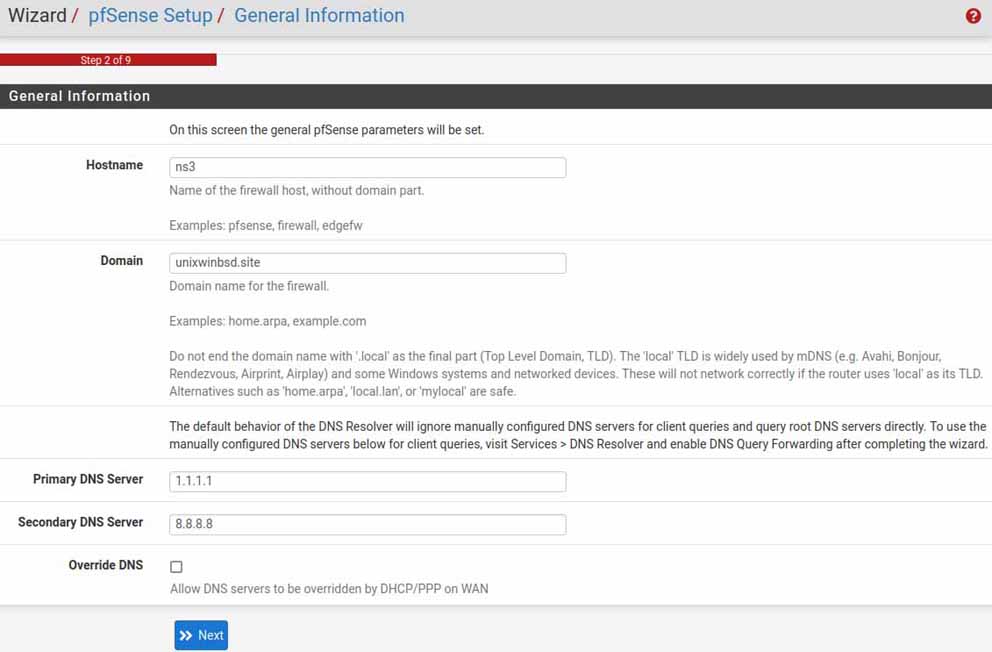 Wizard / pfSense Setup / General Information
Step 2 of 9
General Information
On this screen the general pfSense parameters will be set.
Hostname
ns3
Name of the firewall host, without domain part.
Examples: pfsense, firewall, edgefw
Domain
unixwinbsd.site
Domain name for the firewall.
Examples: home.arpa, example.com
Do not end the domain name with '.local' as the final part (Top Level Domain, TLD). The 'local' TLD is widely used by mDNS (e.g. Avahi, Bonjour,
Rendezvous, Airprint, Airplay) and some Windows systems and networked devices. These will not network correctly if the router uses 'local' as its TLD.
Alternatives such as 'home.arpa', 'local.lan', or 'mylocal' are safe.
The default behavior of the DNS Resolver will ignore manually configured DNS servers for client queries and query root DNS servers directly. To use the
manually configured DNS servers below for client queries, visit Services > DNS Resolver and enable DNS Query Forwarding after completing the wizard.
Primary DNS Server
1.1.1.1
Secondary DNS Server
8.8.8.8
Override DNS
Allow DNS servers to be overridden by DHCP/PPP on WAN
Next